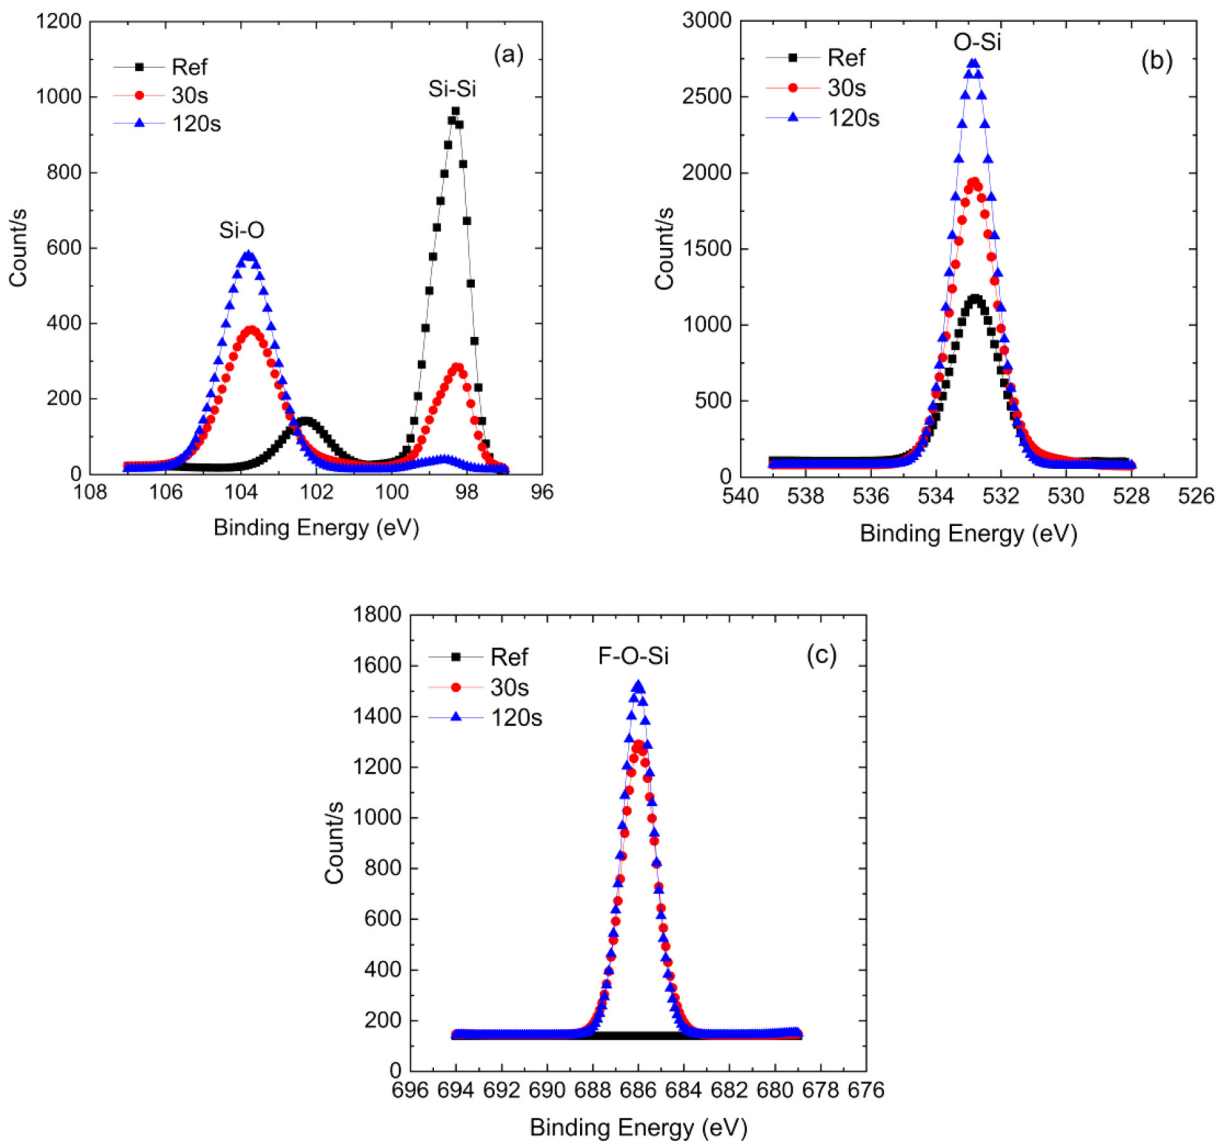 1200
1000
800
600
400
200
0
108
106
104
102
100
98
96
Count/s
Binding Energy (eV)
Ref
30s
120s
Si-O
Si-Si
(a)
3000
2500
2000
1500
1000
500
0
540
538
536
534
532
530
528
526
Count/s
Binding Energy (eV)
Ref
30s
120s
O-Si
(b)
1800
1600
1400
1200
1000
800
600
400
200
0
696 694 692 690 688 686 684 682 680 678 676
Count/s
Binding Energy (eV)
Ref
30s
120s
F-O-Si
(c)